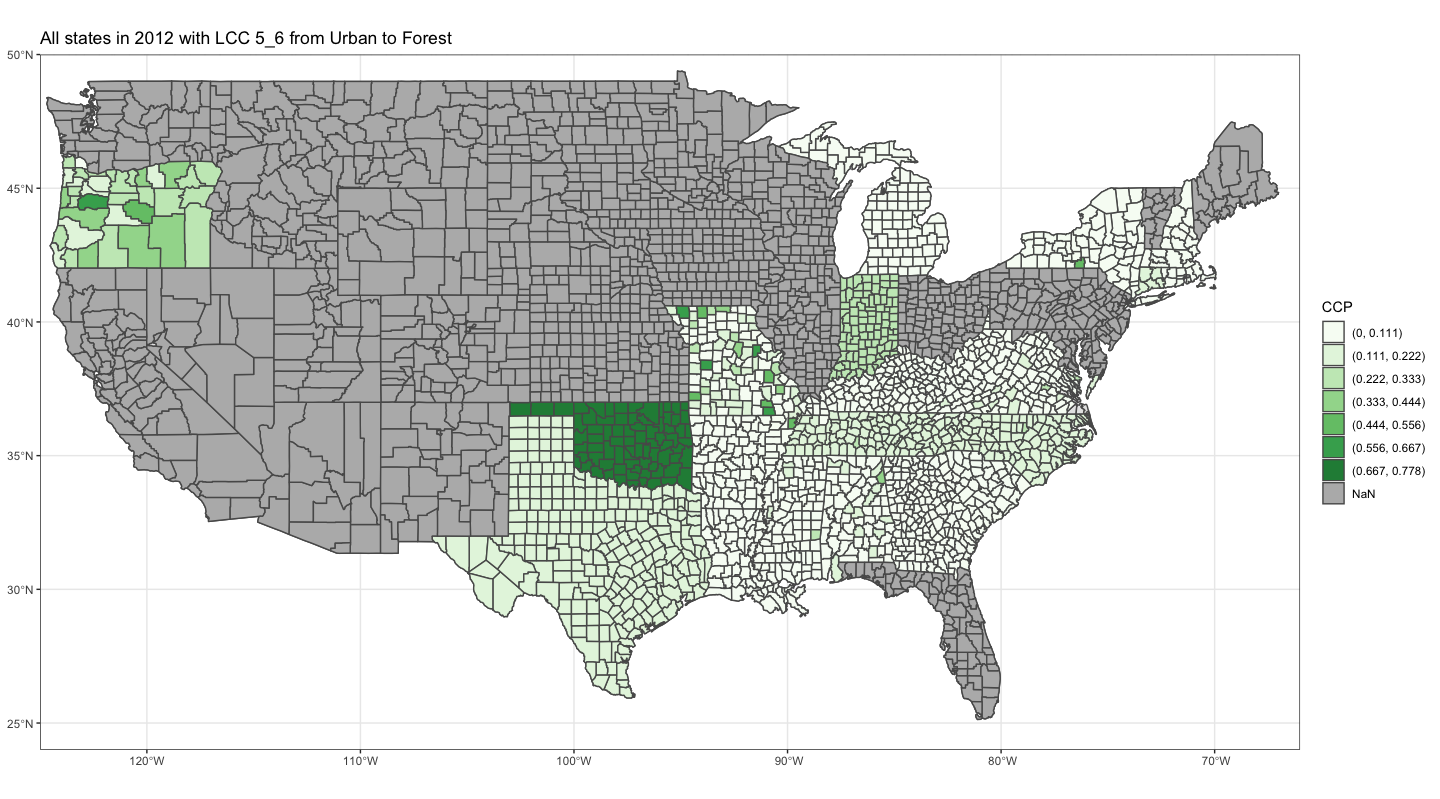 All states in 2012 with LCC 5_6 from Urban to Forest
50°N
45°N
40°N
35°N
30°N
25°N
120°W
110°W
100°W
90°W
80°W
70°W
CCP
(0, 0.111)
(0.111, 0.222)
(0.222, 0.333)
(0.333, 0.444)
(0.444, 0.556)
(0.556, 0.667)
(0.667, 0.778)
NaN